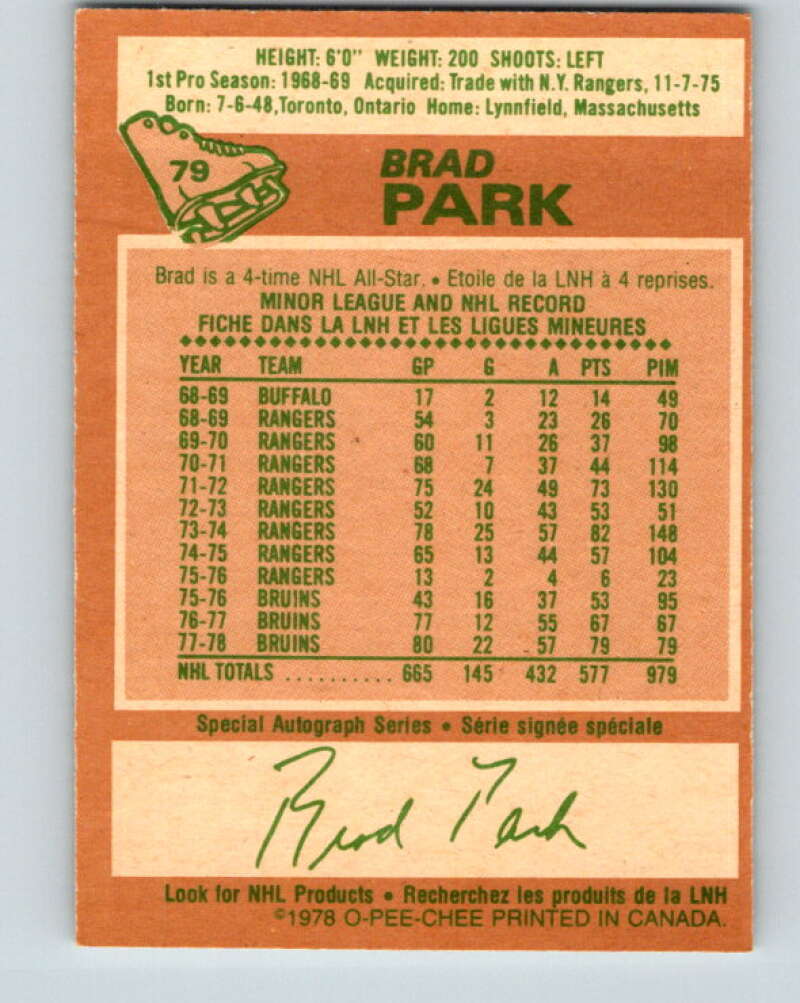 HEIGHT: 6'0" WEIGHT: 200 SHOOTS: LEFT
1st Pro Season: 1968-69 Acquired: Trade with N.Y. Rangers, 11-7-75
Born: 7-6-48, Toronto, Ontario Home: Lynnfield, Massachusetts
79
BRAD
PARK
Brad is a 4-time NHL All-Star. • Etoile de la LNH à 4 reprises.
MINOR LEAGUE AND NHL RECORD
FICHE DANS LA LNH ET LES LIGUES MINEURES
YEAR TEAM GP G A PTS PIM
68-69 BUFFALO 17 2 12 14 49
68-69 RANGERS 54 3 23 26 70
69-70 RANGERS 60 11 26 37 98
70-71 RANGERS 68 7 37 44 114
71-72 RANGERS 75 24 49 73 130
72-73 RANGERS 52 10 43 53 51
73-74 RANGERS 78 25 57 82 148
74-75 RANGERS 65 13 44 57 104
75-76 RANGERS 13 2 4 6 23
75-76 BRUINS 43 16 37 53 95
76-77 BRUINS 77 12 55 67 67
77-78 BRUINS 80 22 57 79 79
NHL TOTALS .......... 665 145 432 577 979
Special Autograph Series • Série signée spéciale
Brad Park
Look for NHL Products • Recherchez les produits de la LNH
©1978 O-PEE-CHEE PRINTED IN CANADA.